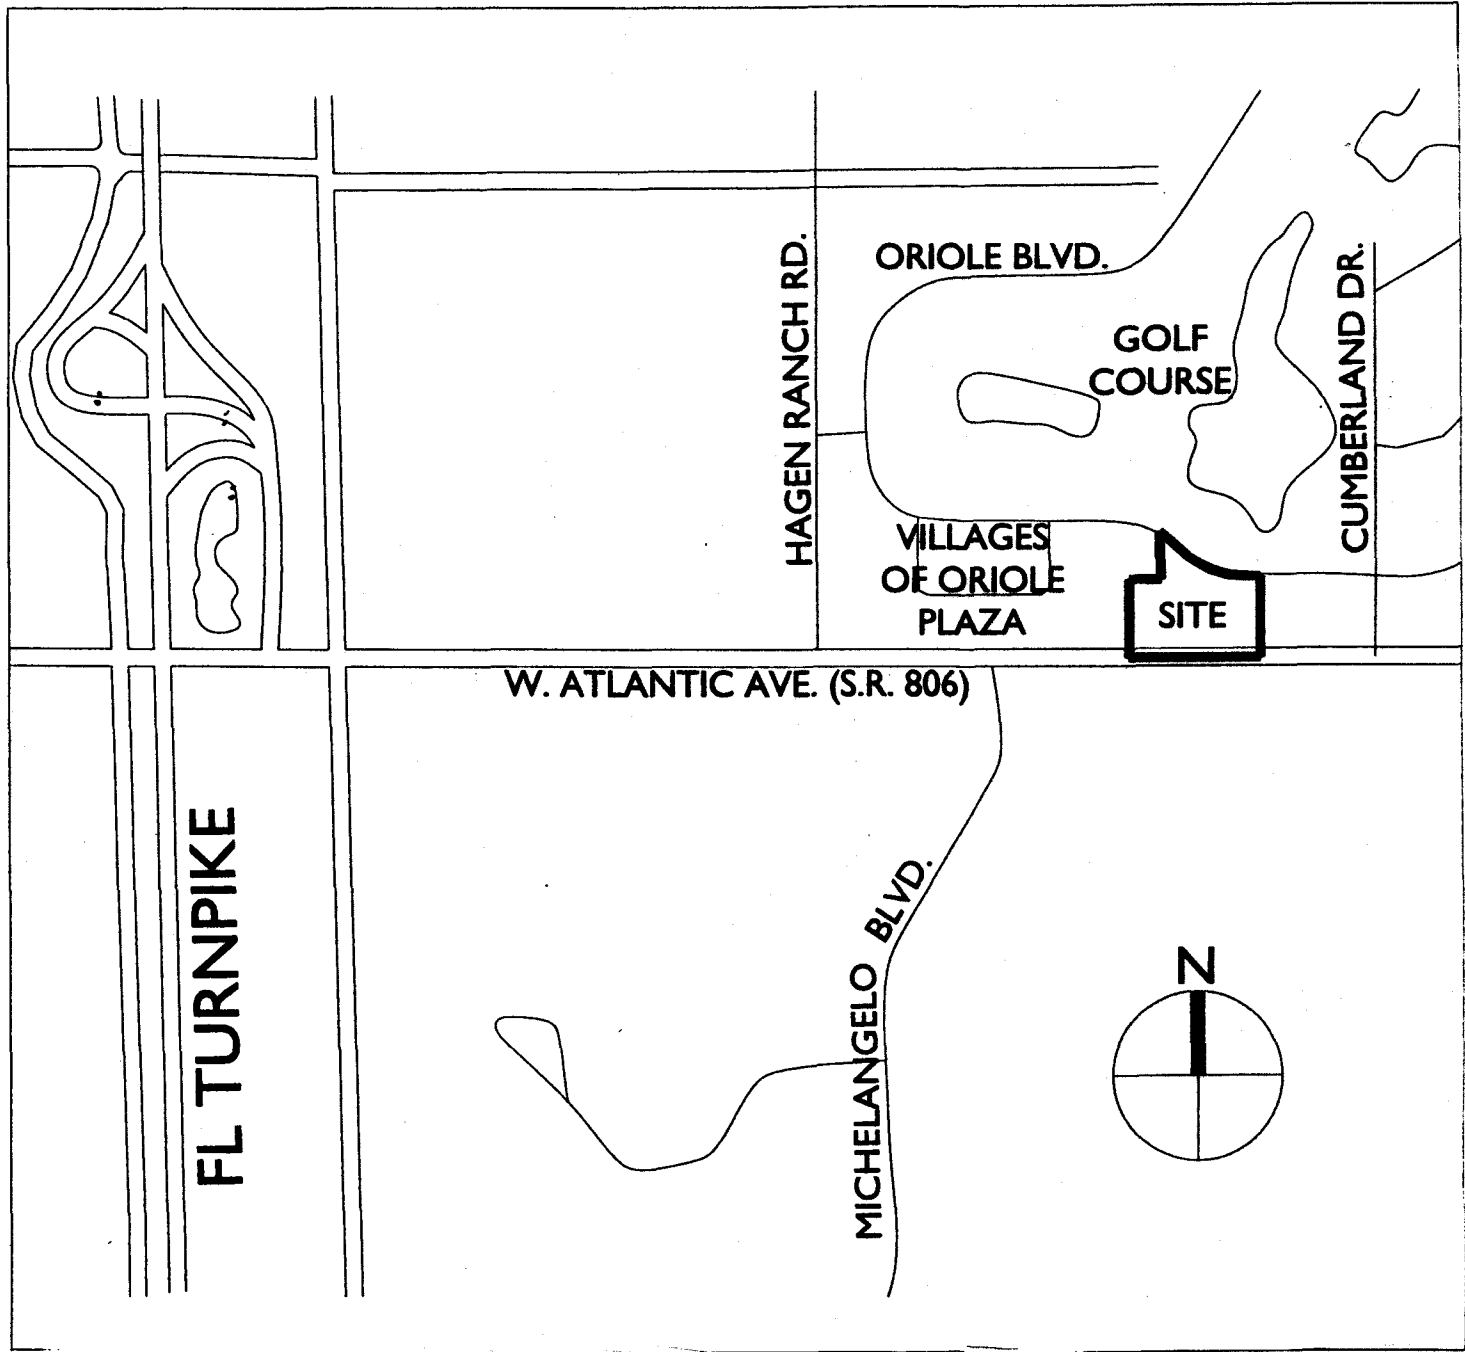 ORIOLE BLVD.
HAGEN RANCH RD.
GOLF
COURSE
CUMBERLAND DR.
VILLAGES
OF ORIOLE
PLAZA
SITE
W. ATLANTIC AVE. (S.R. 806)
FL TURNPIKE
MICHELANGELO BLVD.
N